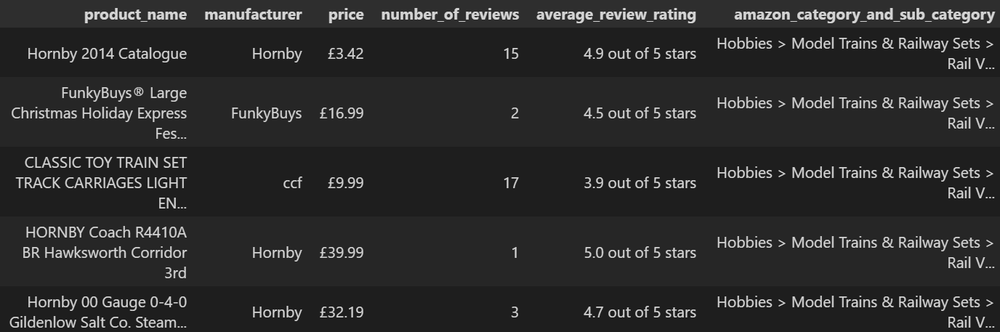 product_name manufacturer price number_of_reviews average_review_rating amazon_category_and_sub_category
Hornby 2014 Catalogue Hornby £3.42 15 4.9 out of 5 stars Hobbies > Model Trains & Railway Sets >
Rail V...
FunkyBuys® Large
Christmas Holiday Express
Fes... FunkyBuys £16.99 2 4.5 out of 5 stars Hobbies > Model Trains & Railway Sets >
Rail V...
CLASSIC TOY TRAIN SET
TRACK CARRIAGES LIGHT
EN... ccf £9.99 17 3.9 out of 5 stars Hobbies > Model Trains & Railway Sets >
Rail V...
HORNBY Coach R4410A
BR Hawksworth Corridor
3rd Hornby £39.99 1 5.0 out of 5 stars Hobbies > Model Trains & Railway Sets >
Rail V...
Hornby 00 Gauge 0-4-0
Gildenlow Salt Co. Steam... Hornby £32.19 3 4.7 out of 5 stars Hobbies > Model Trains & Railway Sets >
Rail V...